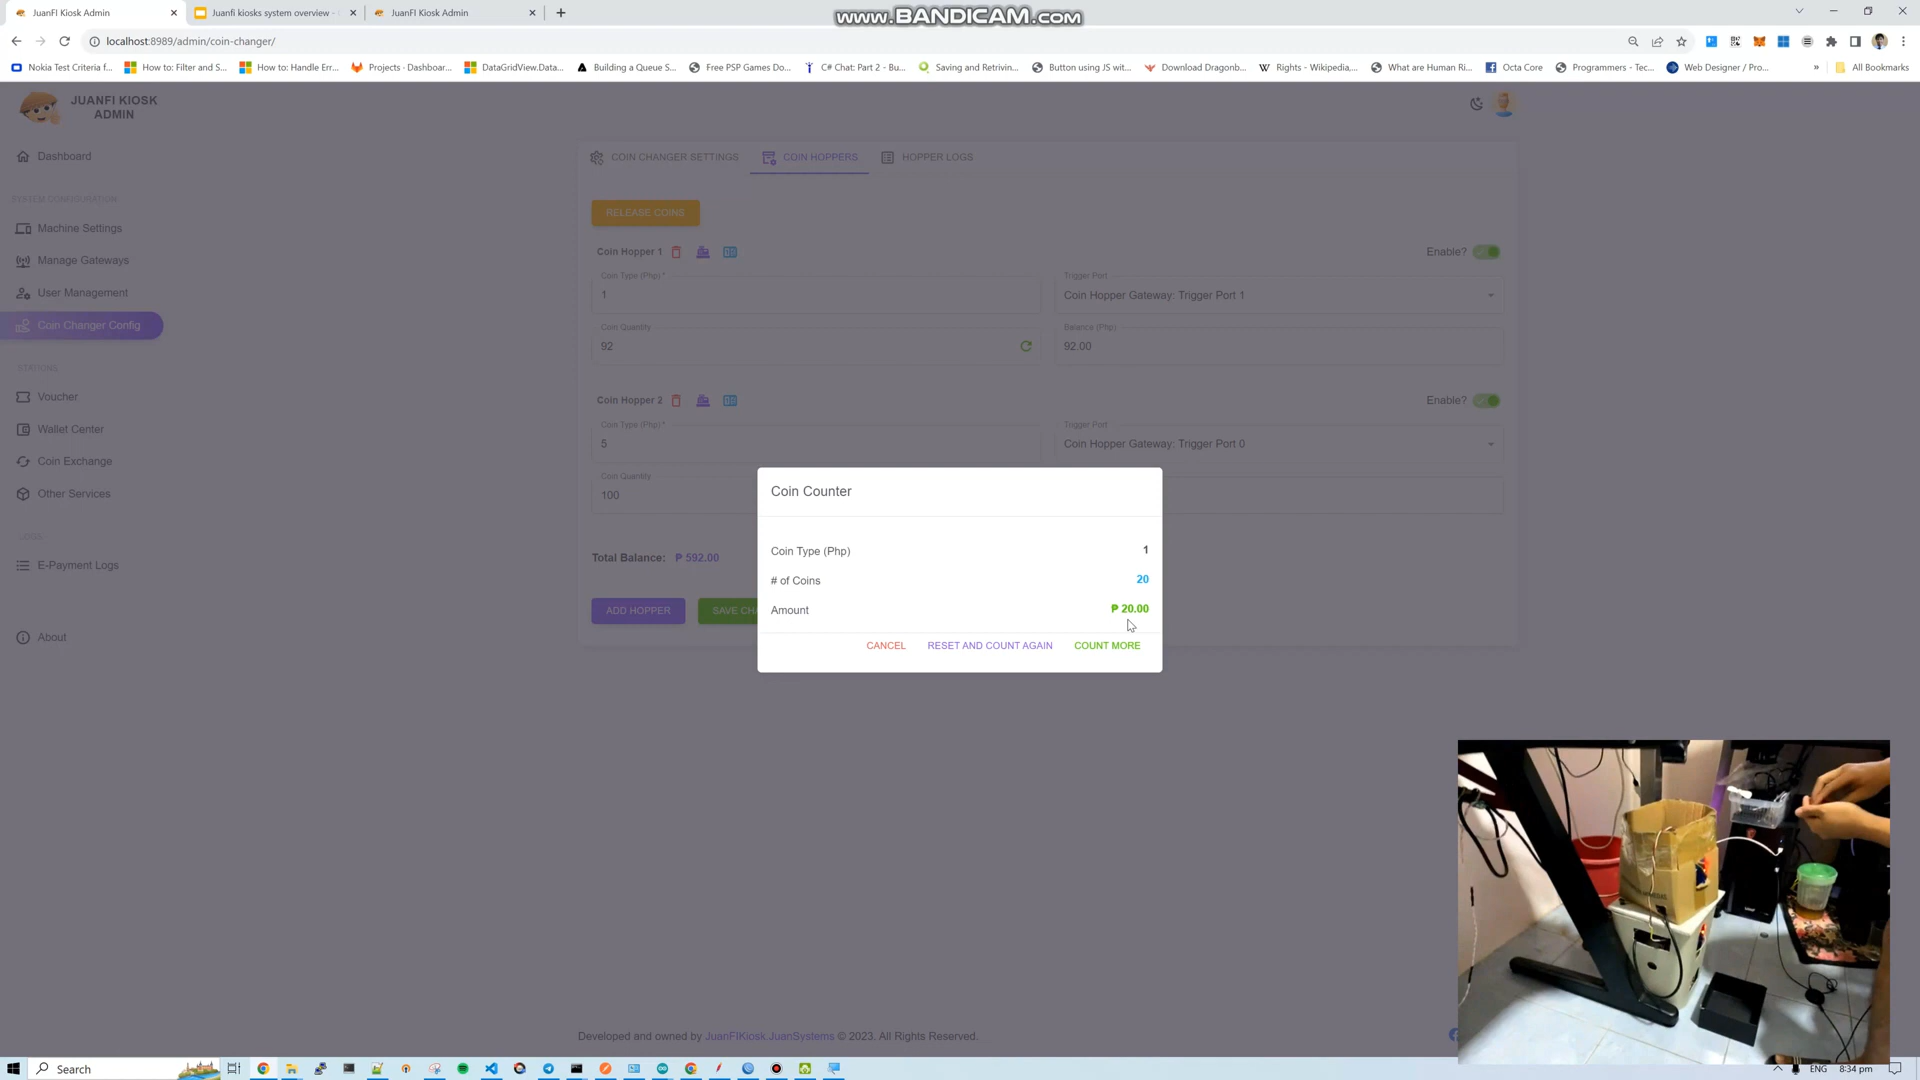 JuanFI Kiosk Admin
Juanfi kiosks system overview -
JuanFI Kiosk Admin
www.BANDICAM.com
localhost:8989/admin/coin-changer/
Nokia Test Criteria f...
How to: Filter and S...
How to: Handle Err...
Projects · Dashboar...
DataGridView.Data...
Building a Queue S...
Free PSP Games Do...
C# Chat: Part 2 - Bu...
Saving and Retrivin...
Button using JS wit...
Download Dragonb...
Rights - Wikipedia,...
What are Human Ri...
Octa Core
Programmers - Tec...
Web Designer / Pro...
»
All Bookmarks
JUANFI KIOSK
ADMIN
Dashboard
SYSTEM CONFIGURATION
Machine Settings
Manage Gateways
User Management
Coin Changer Config
STATIONS
Voucher
Wallet Center
Coin Exchange
Other Services
LOGS
E-Payment Logs
About
COIN CHANGER SETTINGS
COIN HOPPERS
HOPPER LOGS
RELEASE COINS
Coin Hopper 1
Enable?
Coin Type (Php) *
1
Trigger Port
Coin Hopper Gateway: Trigger Port 1
Coin Quantity
92
Balance (Php)
92.00
Coin Hopper 2
Enable?
Coin Type (Php) *
5
Trigger Port
Coin Hopper Gateway: Trigger Port 0
Coin Quantity
100
Total Balance: ₱ 592.00
ADD HOPPER
SAVE CHA
Coin Counter
Coin Type (Php) 1
# of Coins 20
Amount ₱ 20.00
CANCEL
RESET AND COUNT AGAIN
COUNT MORE
Developed and owned by JuanFIKiosk.JuanSystems © 2023. All Rights Reserved.
Search
ENG
8:34 pm